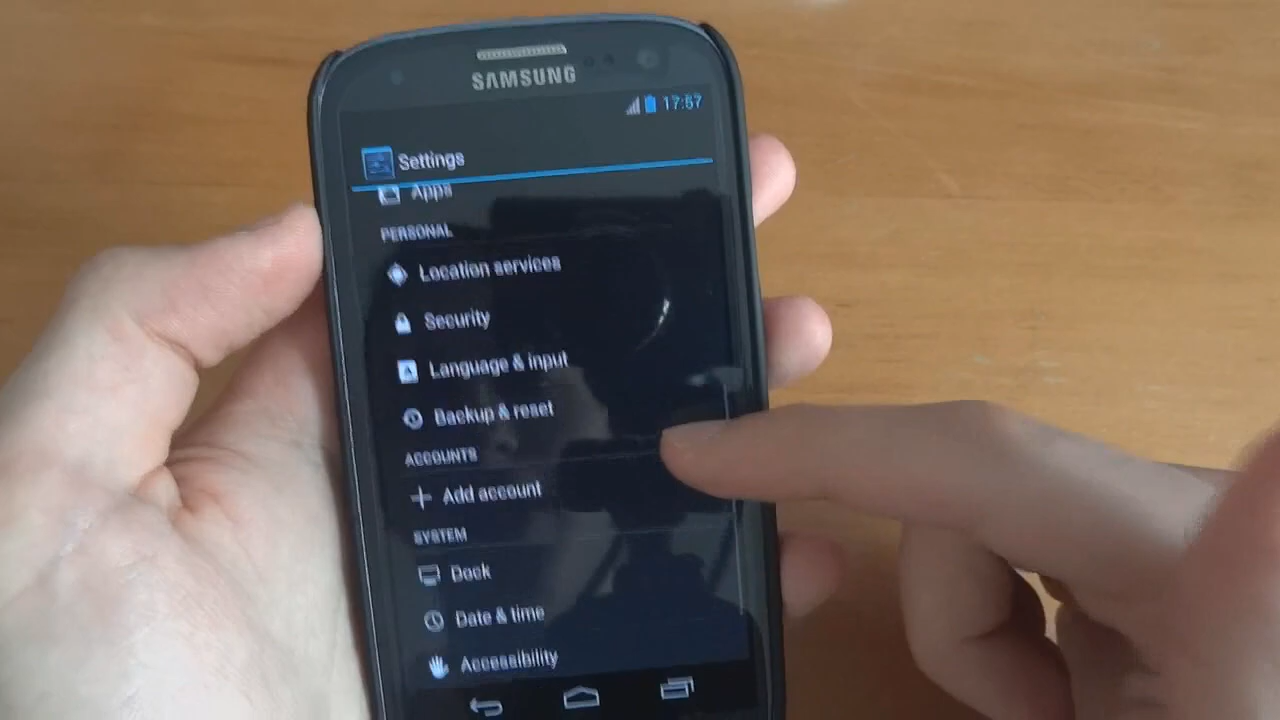 SAMSUNG
17:57
Settings
Apps
PERSONAL
Location services
Security
Language & input
Backup & reset
ACCOUNTS
Add account
SYSTEM
Dock
Date & time
Accessibility